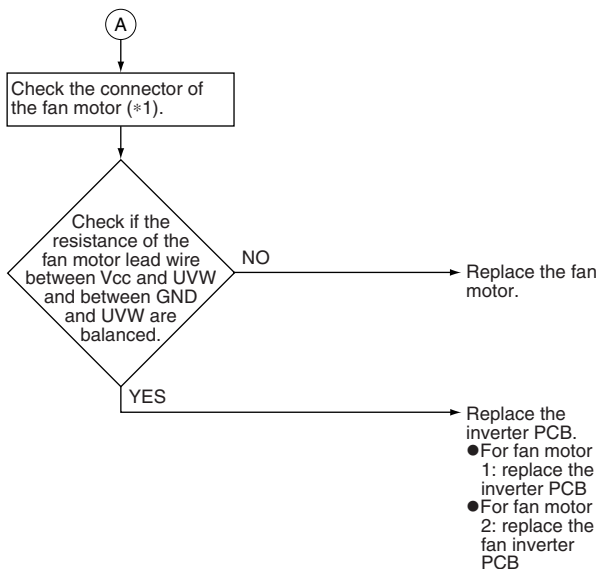 A
Check the connector of
the fan motor (*1).
Check if the
resistance of the
fan motor lead wire
between Vcc and UVW
and between GND
and UVW are
balanced.
NO
Replace the fan
motor.
YES
Replace the
inverter PCB.
●For fan motor
1: replace the
inverter PCB
●For fan motor
2: replace the
fan inverter
PCB